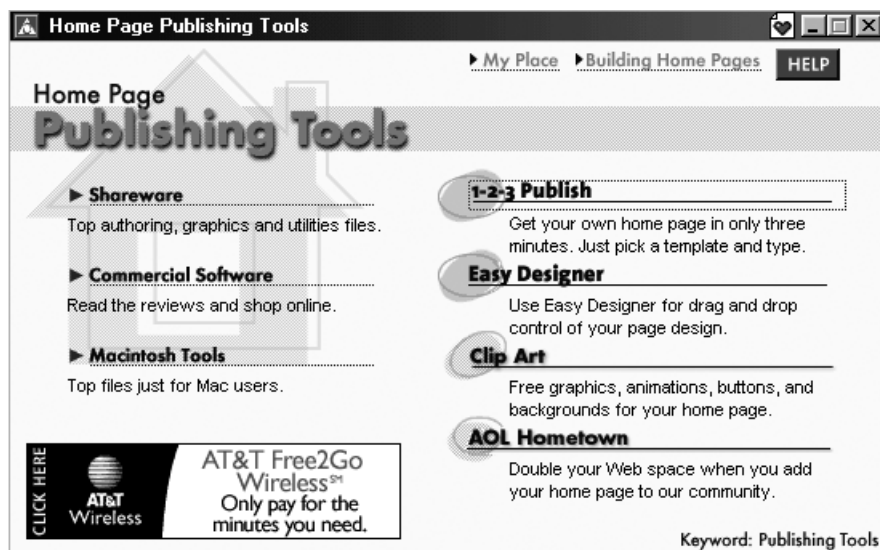 Home Page Publishing Tools
My Place
Building Home Pages
HELP
Home Page
Publishing Tools
Shareware
Top authoring, graphics and utilities files.
Commercial Software
Read the reviews and shop online.
Macintosh Tools
Top files just for Mac users.
CLICK HERE
AT&T
Wireless
AT&T Free2Go
Wireless℠
Only pay for the
minutes you need.
1-2-3 Publish
Get your own home page in only three
minutes. Just pick a template and type.
Easy Designer
Use Easy Designer for drag and drop
control of your page design.
Clip Art
Free graphics, animations, buttons, and
backgrounds for your home page.
AOL Hometown
Double your Web space when you add
your home page to our community.
Keyword: Publishing Tools